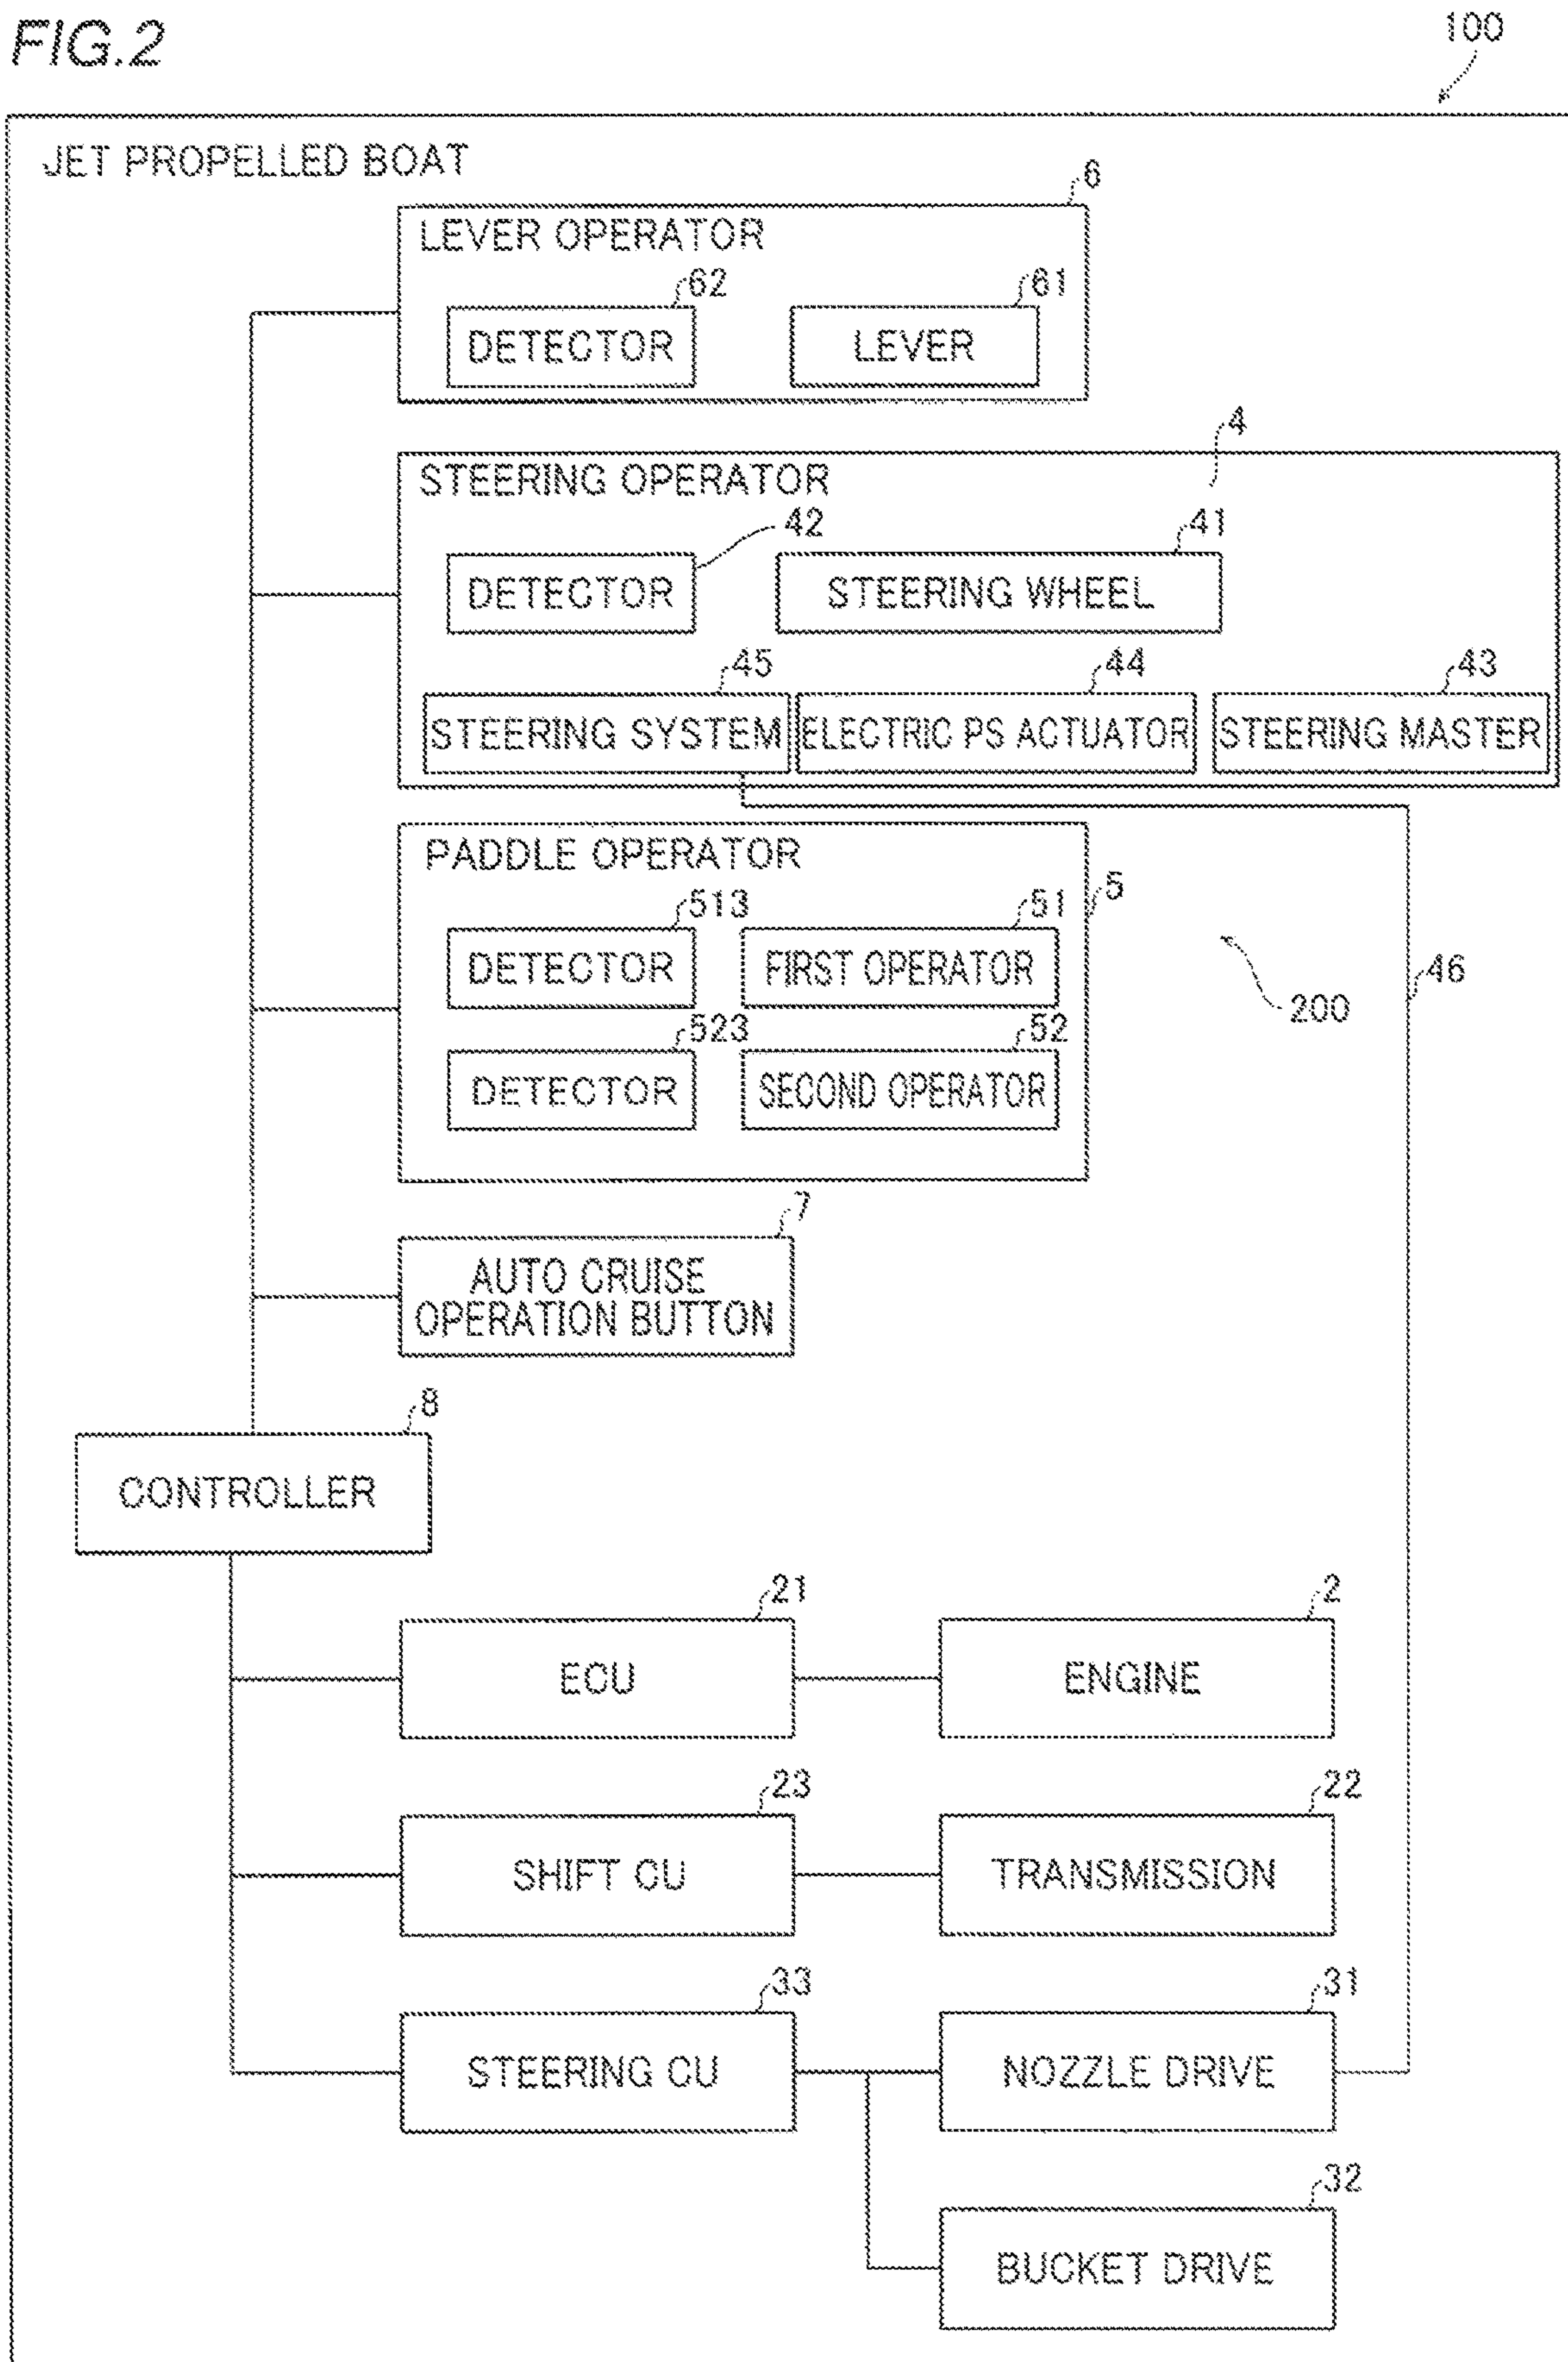 FIG.2
100
JET PROPELLED BOAT
6
LEVER OPERATOR
62
61
DETECTOR
LEVER
4
STEERING OPERATOR
42
41
DETECTOR
STEERING WHEEL
45
44
43
STEERING SYSTEM
ELECTRIC PS ACTUATOR
STEERING MASTER
PADDLE OPERATOR
5
513
51
DETECTOR
FIRST OPERATOR
46
200
523
52
DETECTOR
SECOND OPERATOR
7
AUTO CRUISE
OPERATION BUTTON
8
CONTROLLER
21
2
ECU
ENGINE
23
22
SHIFT CU
TRANSMISSION
33
31
STEERING CU
NOZZLE DRIVE
32
BUCKET DRIVE